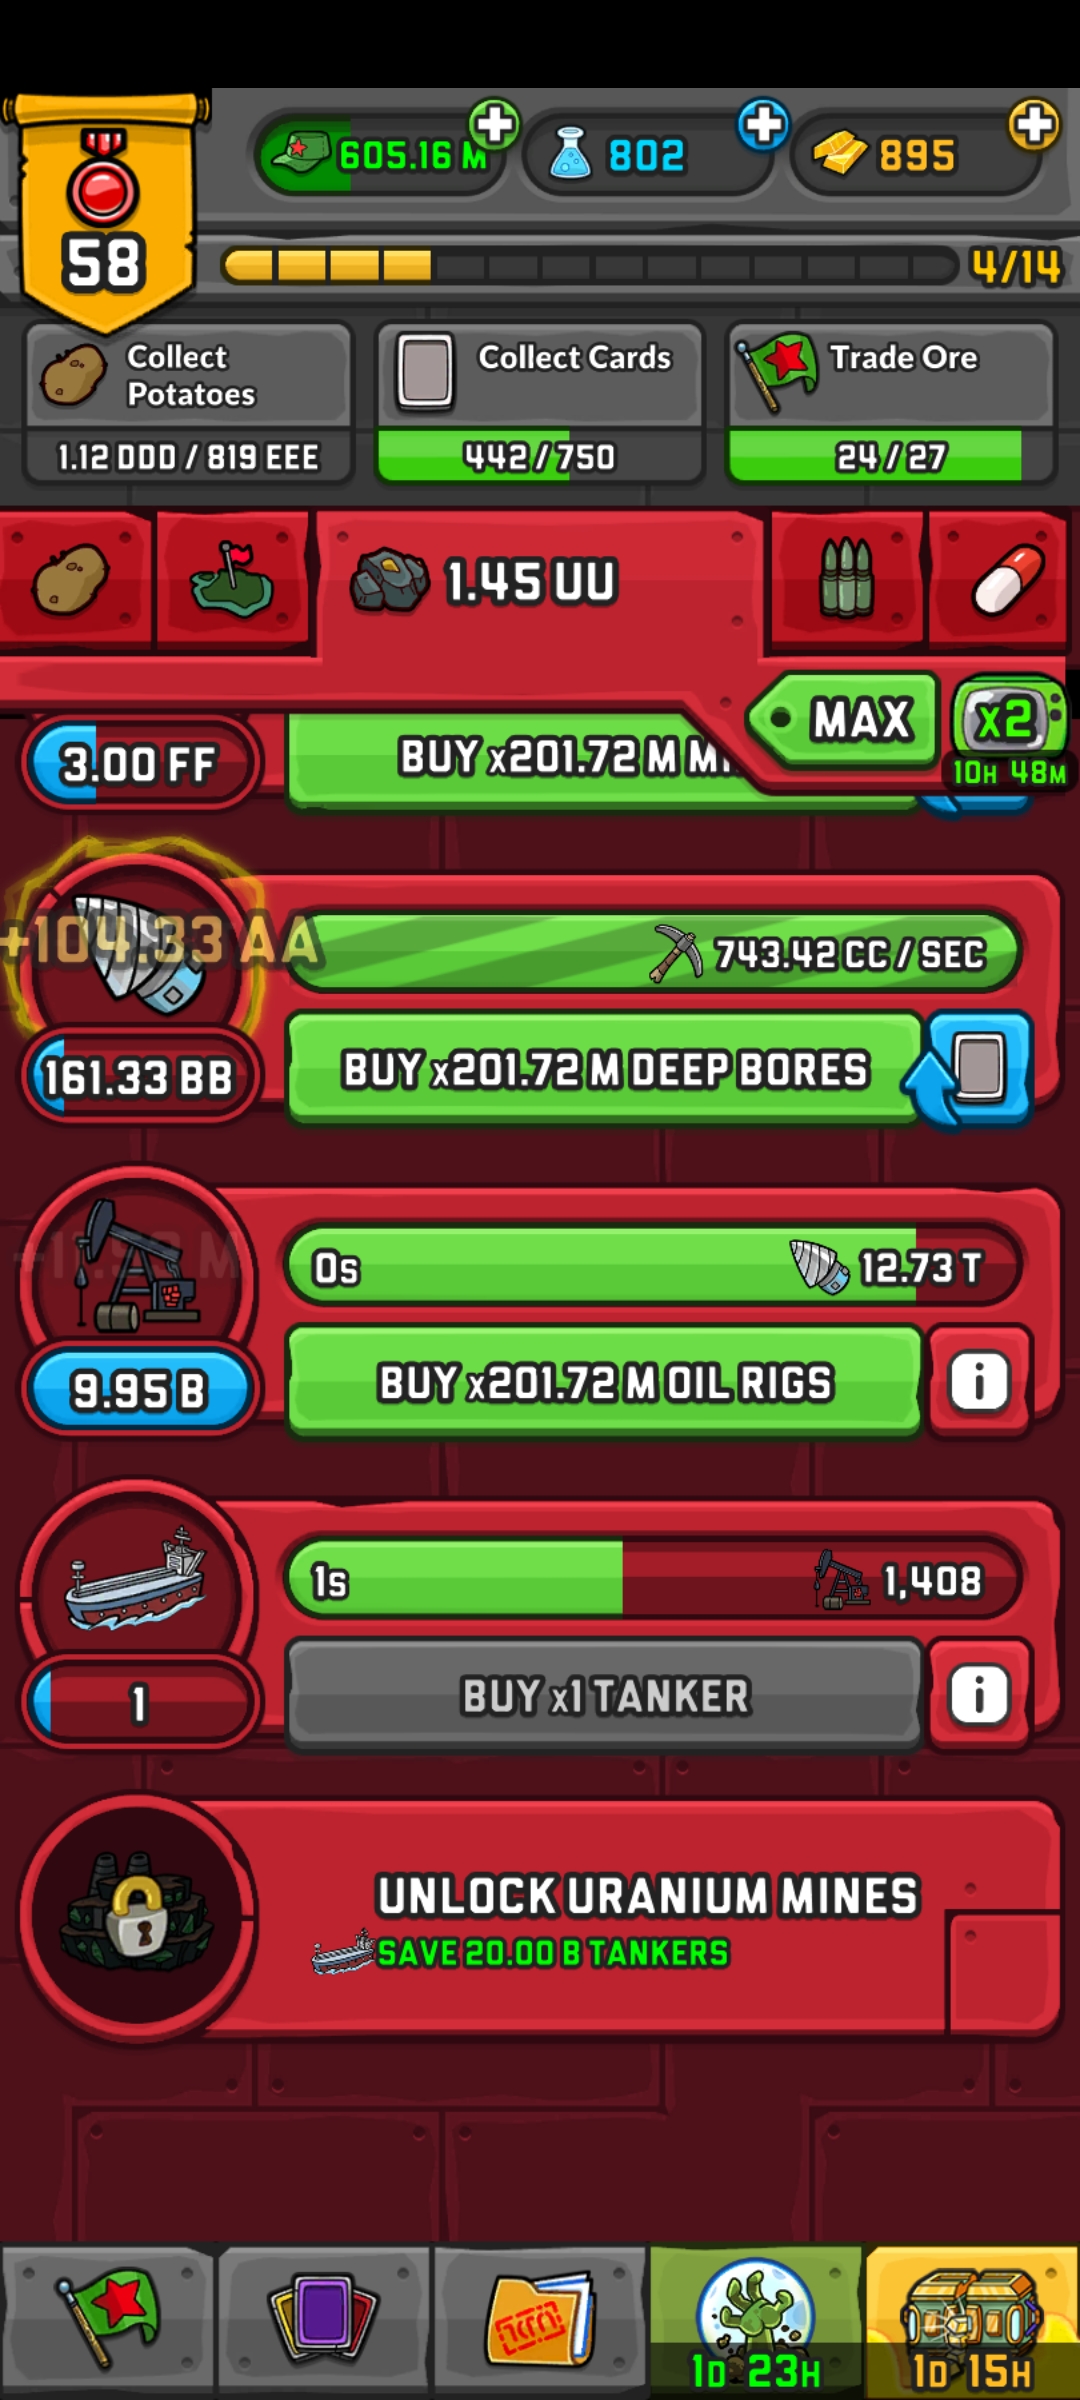 605.16 M
802
895
58
4/14
Collect
Potatoes
Collect Cards
Trade Ore
1.12 DDD / 819 EEE
442/750
24/27
1.45 UU
MAX
x2
10H 48M
3.00 FF
BUY x201.72 M
+104.33 AA
743.42 CC / SEC
161.33 BB
BUY x201.72 M DEEP BORES
0s
12.73 T
9.95 B
BUY x201.72 M OIL RIGS
1s
1,408
1
BUY x1 TANKER
UNLOCK URANIUM MINES
SAVE 20.00 B TANKERS
1D 23H
1D 15H